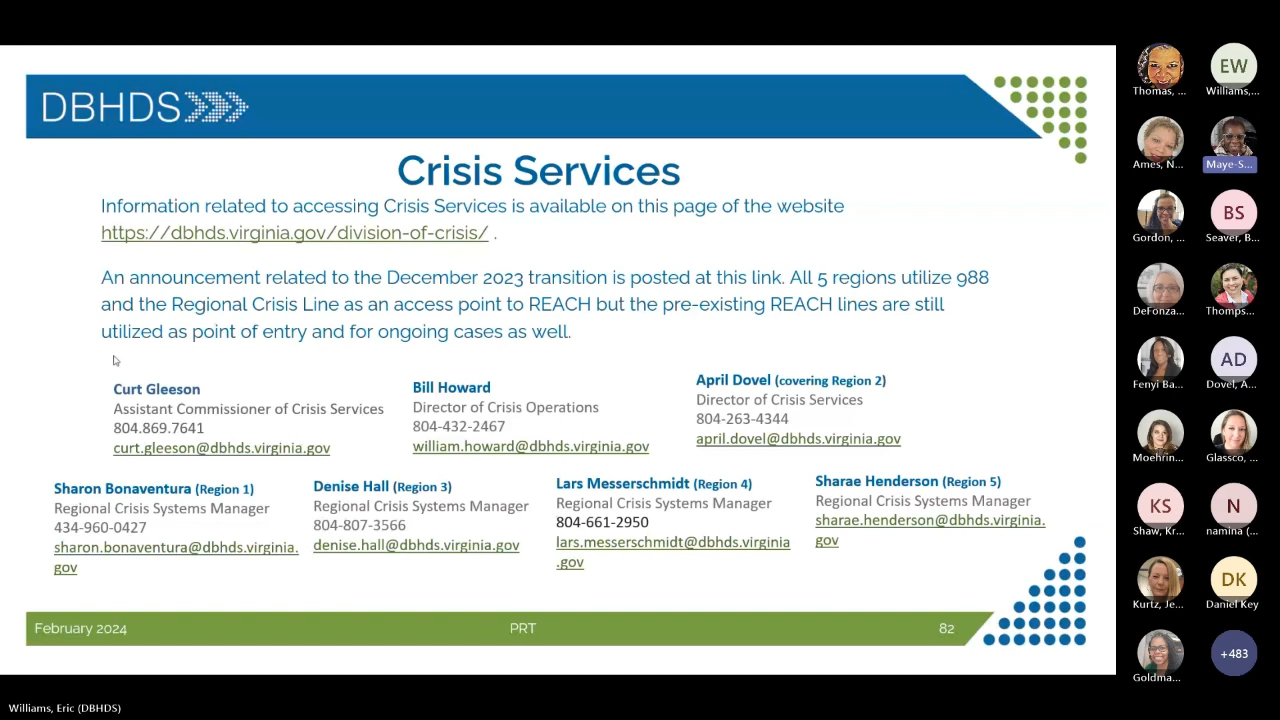 DBHDS
Crisis Services
Information related to accessing Crisis Services is available on this page of the website
https://dbhds.virginia.gov/division-of-crisis/ .
An announcement related to the December 2023 transition is posted at this link. All 5 regions utilize 988
and the Regional Crisis Line as an access point to REACH but the pre-existing REACH lines are still
utilized as point of entry and for ongoing cases as well.
Curt Gleeson
Assistant Commissioner of Crisis Services
804.869.7641
curt.gleeson@dbhds.virginia.gov
Bill Howard
Director of Crisis Operations
804-432-2467
william.howard@dbhds.virginia.gov
April Dovel (covering Region 2)
Director of Crisis Services
804-263-4344
april.dovel@dbhds.virginia.gov
Sharon Bonaventura (Region 1)
Regional Crisis Systems Manager
434-960-0427
sharon.bonaventura@dbhds.virginia.
gov
Denise Hall (Region 3)
Regional Crisis Systems Manager
804-807-3566
denise.hall@dbhds.virginia.gov
Lars Messerschmidt (Region 4)
Regional Crisis Systems Manager
804-661-2950
lars.messerschmidt@dbhds.virginia
.gov
Sharae Henderson (Region 5)
Regional Crisis Systems Manager
sharae.henderson@dbhds.virginia.
gov
February 2024
PRT
82
Thomas, ...
EW
Williams,...
Ames, N...
Maye-S...
Gordon, ...
BS
Seaver, B...
DeFonza...
Thomps...
Fenyi Ba...
AD
Dovel, A...
Moehrin...
Glassco, ...
KS
Shaw, Kr...
N
namina (...
Kurtz, Je...
DK
Daniel Key
Goldma...
+483
Williams, Eric (DBHDS)